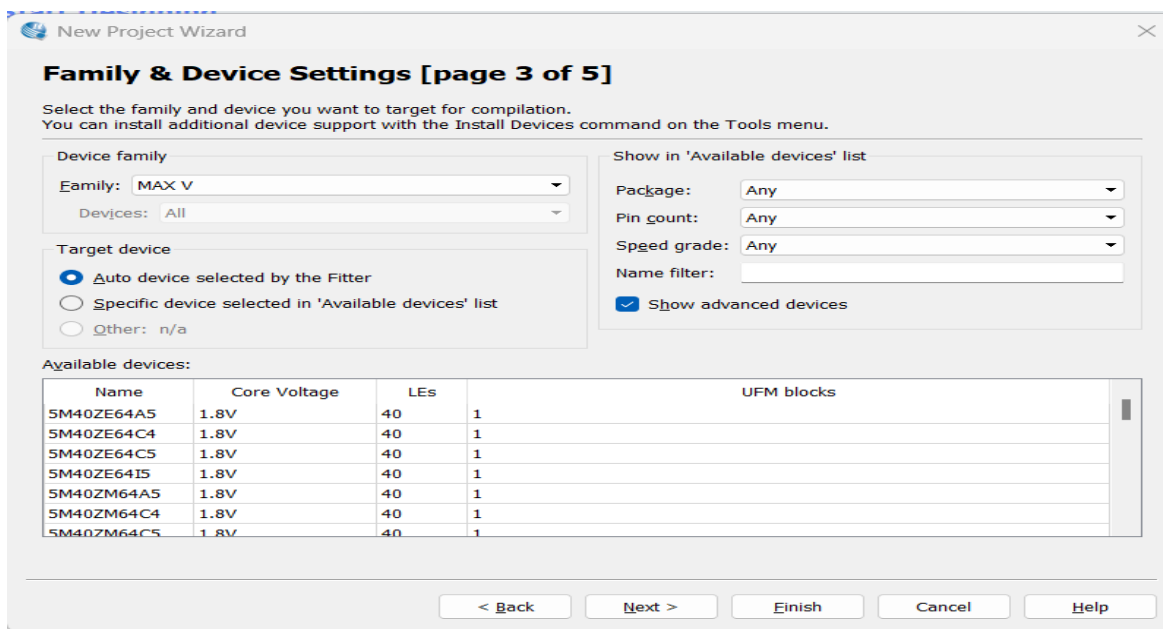 New Project Wizard
Family & Device Settings [page 3 of 5]
Select the family and device you want to target for compilation.
You can install additional device support with the Install Devices command on the Tools menu.
Device family
Family: MAX V
Devices: All
Target device
Auto device selected by the Fitter
Specific device selected in 'Available devices' list
Other: n/a
Show in 'Available devices' list
Package: Any
Pin count: Any
Speed grade: Any
Name filter:
Show advanced devices
Available devices:
Name Core Voltage LEs UFM blocks
5M40ZE64A5 1.8V 40 1
5M40ZE64C4 1.8V 40 1
5M40ZE64C5 1.8V 40 1
5M40ZE64I5 1.8V 40 1
5M40ZM64A5 1.8V 40 1
5M40ZM64C4 1.8V 40 1
5M40ZM64C5 1.8V 40 1
< Back Next > Finish Cancel Help